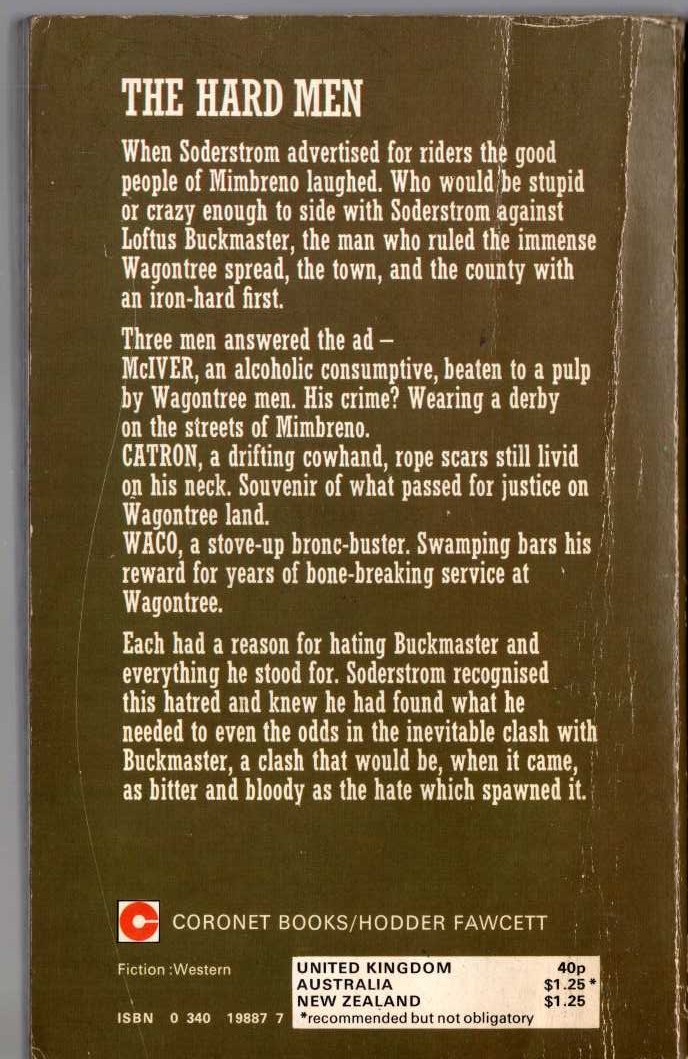 THE HARD MEN
When Soderstrom advertised for riders the good
people of Mimbreno laughed. Who would be stupid
or crazy enough to side with Soderstrom against
Loftus Buckmaster, the man who ruled the immense
Wagontree spread, the town, and the county with
an iron-hard first.
Three men answered the ad –
McIVER, an alcoholic consumptive, beaten to a pulp
by Wagontree men. His crime? Wearing a derby
on the streets of Mimbreno.
CATRON, a drifting cowhand, rope scars still livid
on his neck. Souvenir of what passed for justice on
Wagontree land.
WACO, a stove-up bronc-buster. Swamping bars his
reward for years of bone-breaking service at
Wagontree.
Each had a reason for hating Buckmaster and
everything he stood for. Soderstrom recognised
this hatred and knew he had found what he
needed to even the odds in the inevitable clash with
Buckmaster, a clash that would be, when it came,
as bitter and bloody as the hate which spawned it.
CORONET BOOKS/HODDER FAWCETT
Fiction :Western
UNITED KINGDOM 40p
AUSTRALIA $1.25 *
NEW ZEALAND $1.25
*recommended but not obligatory
ISBN 0 340 19887 7